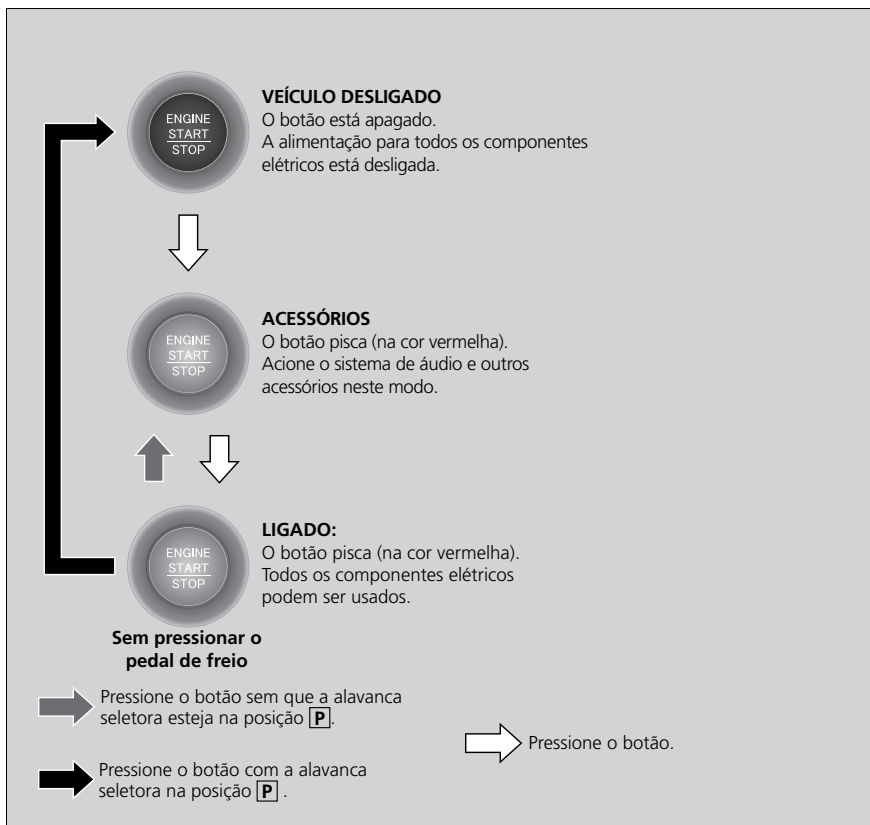 ENGINE
START
STOP
VEÍCULO DESLIGADO
O botão está apagado.
A alimentação para todos os componentes
elétricos está desligada.
ENGINE
START
STOP
ACESSÓRIOS
O botão pisca (na cor vermelha).
Acione o sistema de áudio e outros
acessórios neste modo.
ENGINE
START
STOP
LIGADO:
O botão pisca (na cor vermelha).
Todos os componentes elétricos
podem ser usados.
Sem pressionar o
pedal de freio
Pressione o botão sem que a alavanca
seletora esteja na posição P.
Pressione o botão.
Pressione o botão com a alavanca
seletora na posição P .